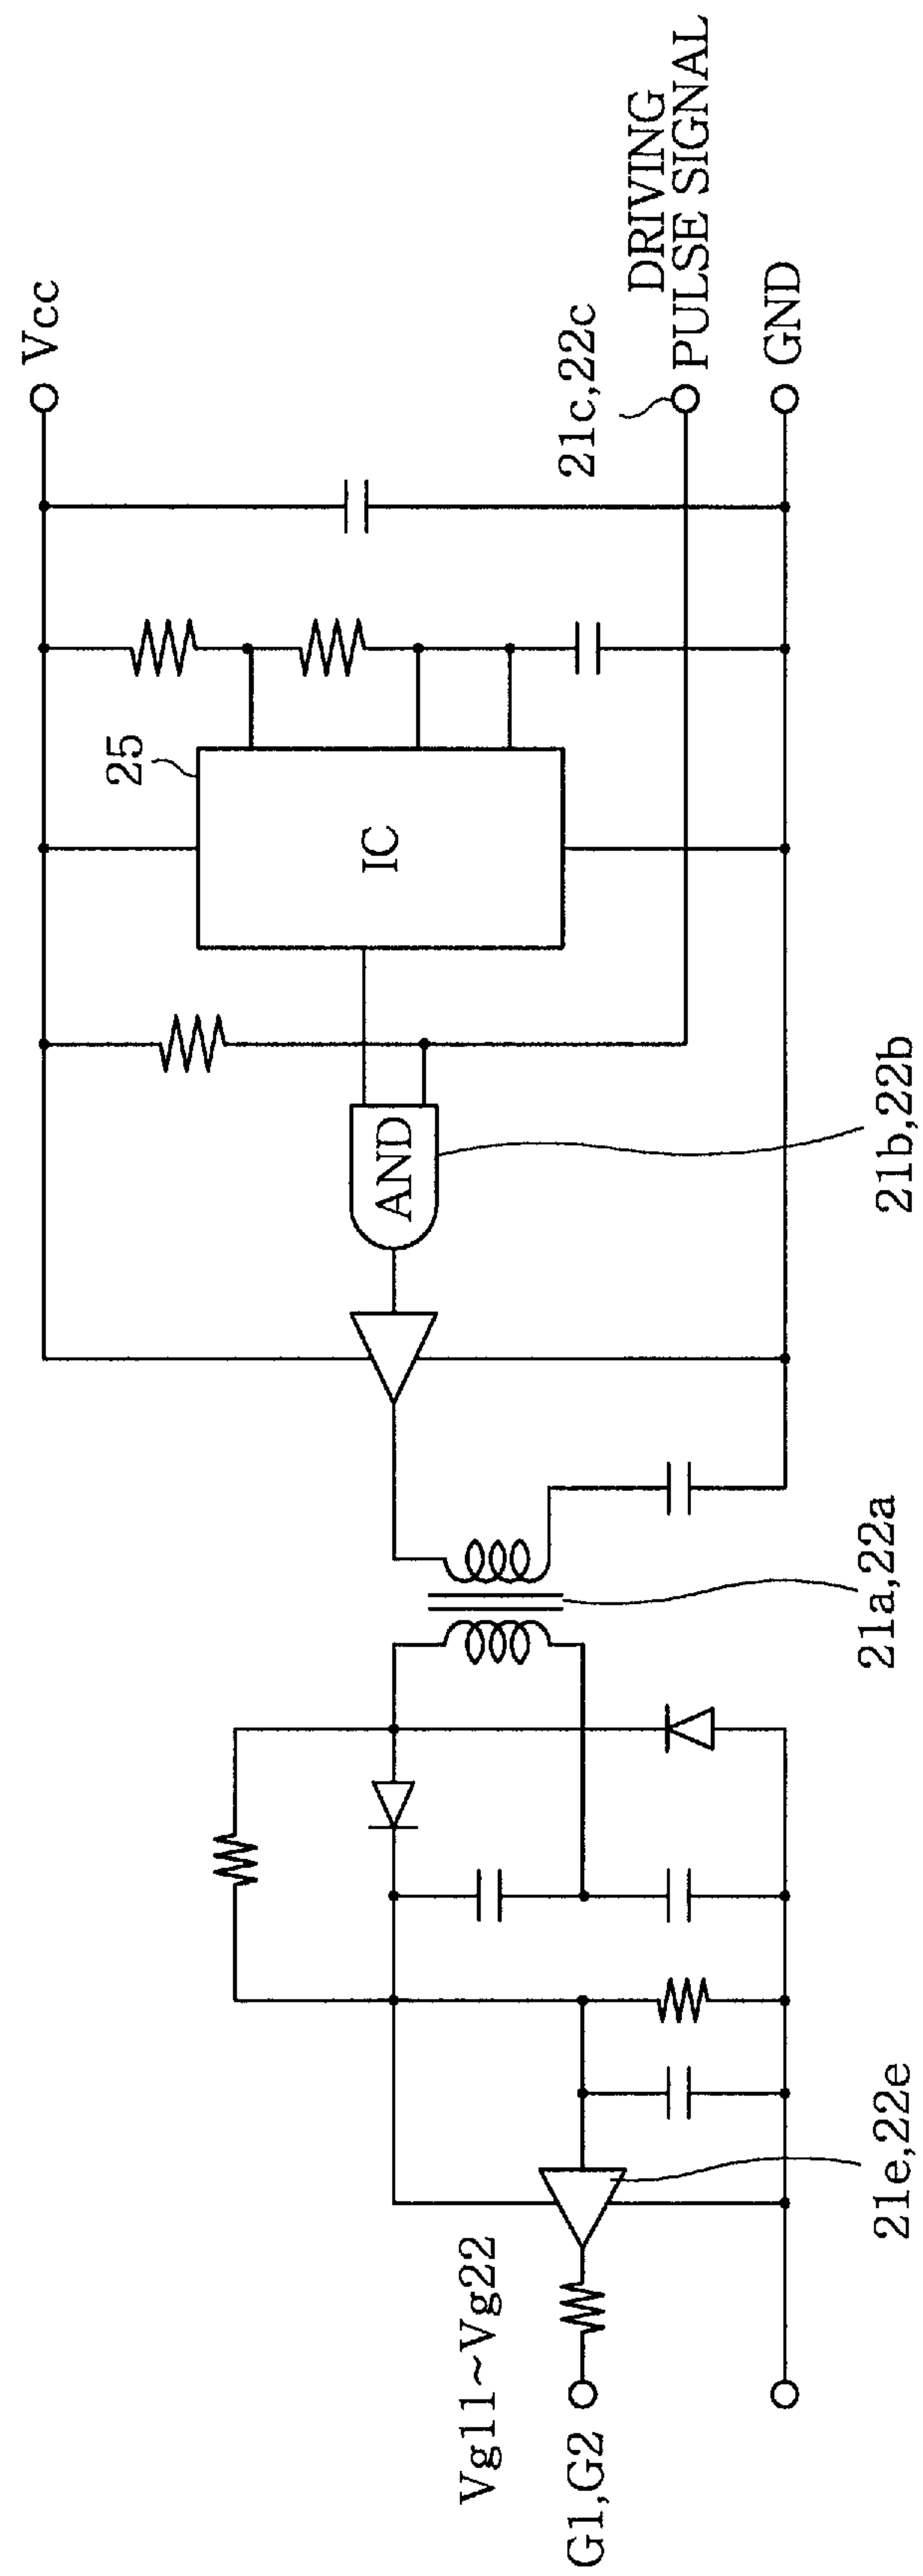 Vcc
DRIVING
PULSE SIGNAL
21c,22c
GND
25
IC
AND
21b,22b
21a,22a
21e,22e
Vg11~Vg22
G1,G2